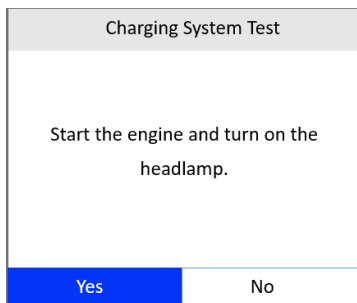 Charging System Test
Start the engine and turn on the
headlamp.
Yes
No